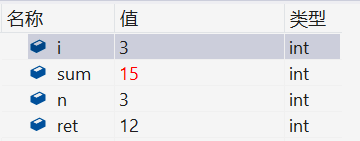 名称 值 类型
i 3 int
sum 15 int
n 3 int
ret 12 int